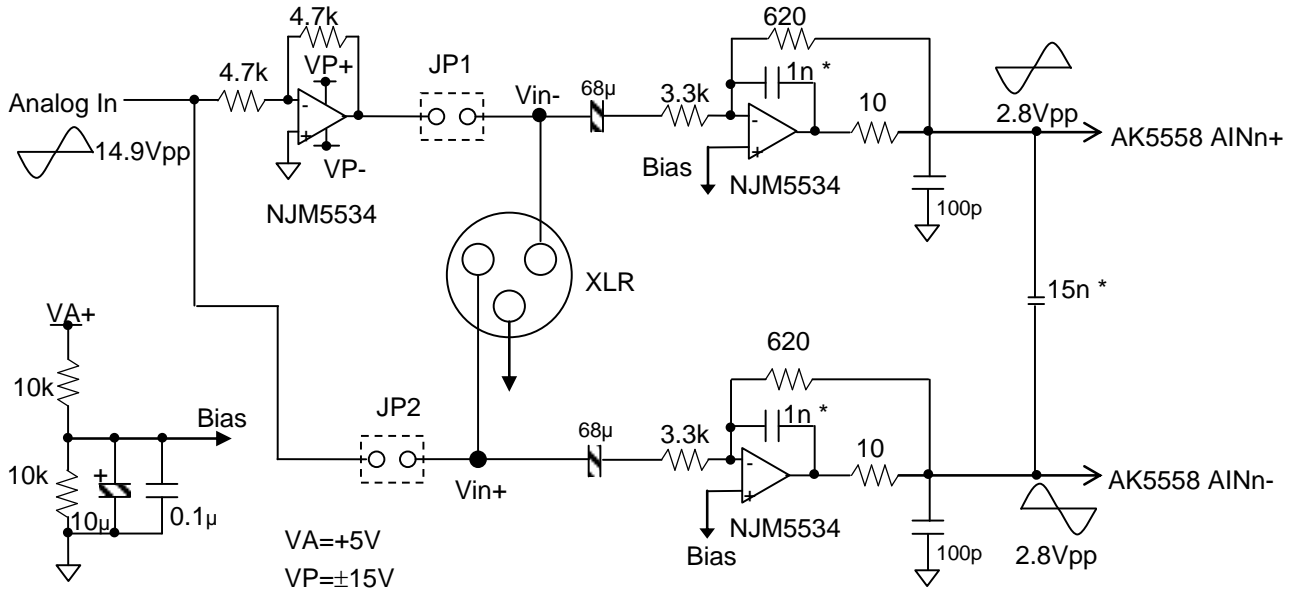 4.7k
620
VP+
JP1
1n *
4.7k
Vin-
68µ
3.3k
10
2.8Vpp
Analog In
AK5558 AINn+
14.9Vpp
VP-
Bias
NJM5534
NJM5534
100p
XLR
15n *
VA+
620
10k
JP2
1n *
Bias
68µ
3.3k
10
10k
AK5558 AINn-
Vin+
10µ
0.1µ
NJM5534
VA=+5V
Bias
100p
2.8Vpp
VP=±15V
- + - + - + +